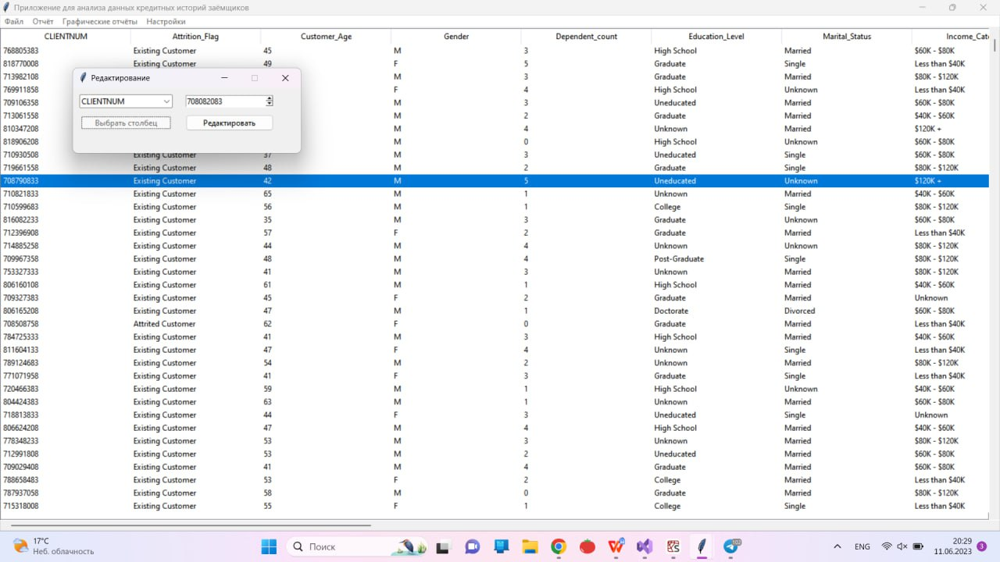 Приложение для анализа данных кредитных историй заёмщиков
Файл Отчёт Графические отчёты Настройки
CLIENTNUM Attrition_Flag Customer_Age Gender Dependent_count Education_Level Marital_Status Income_Cat
768805383 Existing Customer 45 M 3 High School Married $60K - $80K
818770008 Existing Customer 49 F 5 Graduate Single Less than $40K
713982108 M 3 Graduate Married $80K - $120K
769911858 F 4 High School Unknown Less than $40K
709106358 M 3 Uneducated Married $60K - $80K
713061558 M 2 Graduate Married $40K - $60K
810347208 M 4 Unknown Married $120K +
818906208 M 0 High School Unknown $60K - $80K
710930508 Existing Customer 37 M 3 Uneducated Single $60K - $80K
719661558 Existing Customer 48 M 2 Graduate Single $80K - $120K
708790833 Existing Customer 42 M 5 Uneducated Unknown $120K +
710821833 Existing Customer 65 M 1 Unknown Married $40K - $60K
710599683 Existing Customer 56 M 1 College Single $80K - $120K
816082233 Existing Customer 35 M 3 Graduate Unknown $60K - $80K
712396908 Existing Customer 57 F 2 Graduate Married Less than $40K
714885258 Existing Customer 44 M 4 Unknown Unknown $80K - $120K
709967358 Existing Customer 48 M 4 Post-Graduate Single $80K - $120K
753327333 Existing Customer 41 M 3 Unknown Married $80K - $120K
806160108 Existing Customer 61 M 1 High School Married $40K - $60K
709327383 Existing Customer 45 F 2 Graduate Married Unknown
806165208 Existing Customer 47 M 1 Doctorate Divorced $60K - $80K
708508758 Attrited Customer 62 F 0 Graduate Married Less than $40K
784725333 Existing Customer 41 M 3 High School Married $40K - $60K
811604133 Existing Customer 47 F 4 Unknown Single Less than $40K
789124683 Existing Customer 54 M 2 Unknown Married $80K - $120K
771071958 Existing Customer 41 F 3 Graduate Single Less than $40K
720466383 Existing Customer 59 M 1 High School Unknown $40K - $60K
804424383 Existing Customer 63 M 1 Unknown Married $60K - $80K
718813833 Existing Customer 44 F 3 Uneducated Single Unknown
806624208 Existing Customer 47 M 4 High School Married $40K - $60K
778348233 Existing Customer 53 M 3 Unknown Married $80K - $120K
712991808 Existing Customer 53 M 2 Uneducated Married $60K - $80K
709029408 Existing Customer 41 M 4 Graduate Married $60K - $80K
788658483 Existing Customer 53 F 2 College Married Less than $40K
787937058 Existing Customer 58 M 0 Graduate Married $80K - $120K
715318008 Existing Customer 55 F 1 College Single Less than $40K
Редактирование
CLIENTNUM 708082083
Выбрать столбец Редактировать
17°C
Неб. облачность
Поиск
102
ENG
20:29
11.06.2023
3